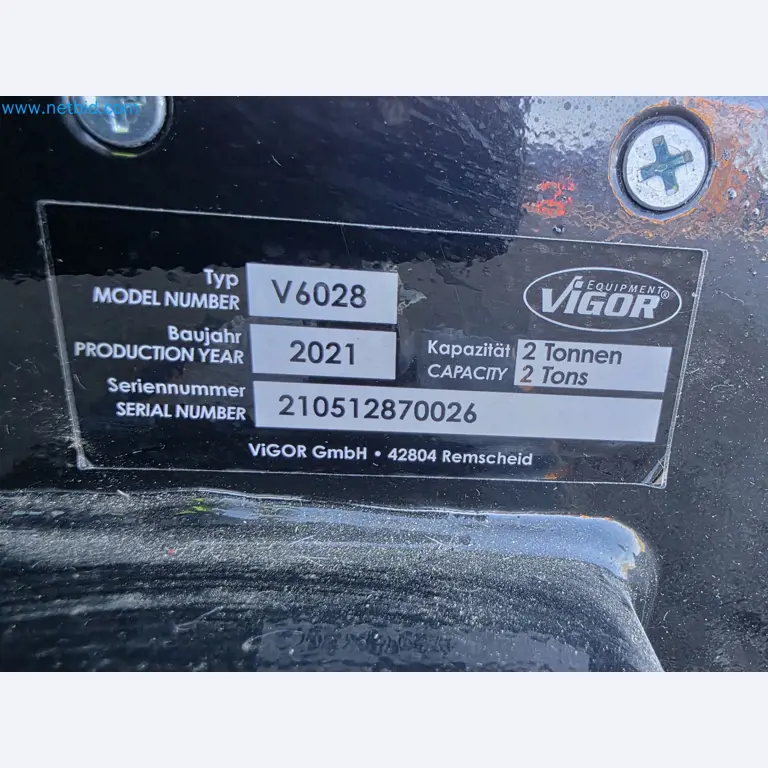 www.netbid.com
Typ
MODEL NUMBER
V6028
EQUIPMENT
ViGOR®
Baujahr
PRODUCTION YEAR
2021
Kapazität 2 Tonnen
CAPACITY 2 Tons
Seriennummer
SERIAL NUMBER
210512870026
ViGOR GmbH • 42804 Remscheid